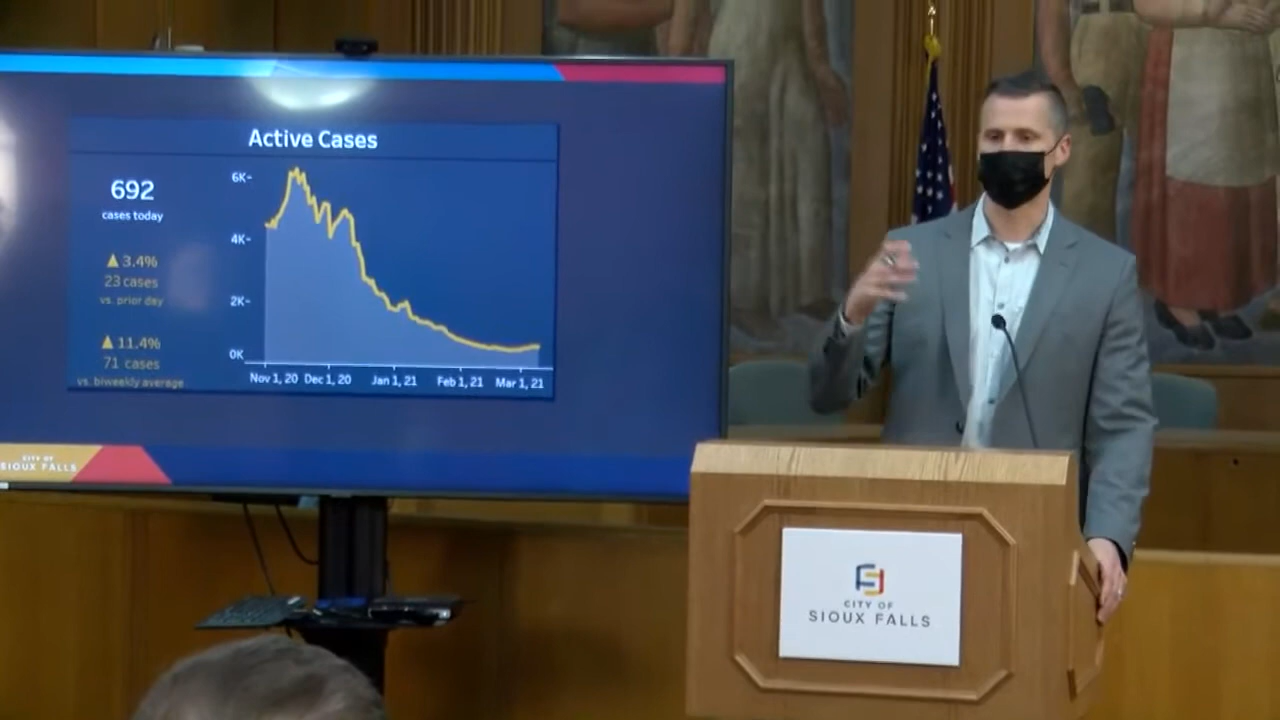 Active Cases
692
cases today
▲ 3.4%
23 cases
vs. prior day
▲ 11.4%
71 cases
vs. biweekly average
6K
4K
2K
0K
Nov 1, 20 Dec 1, 20 Jan 1, 21 Feb 1, 21 Mar 1, 21
CITY OF
SIOUX FALLS
CITY OF
SIOUX FALLS